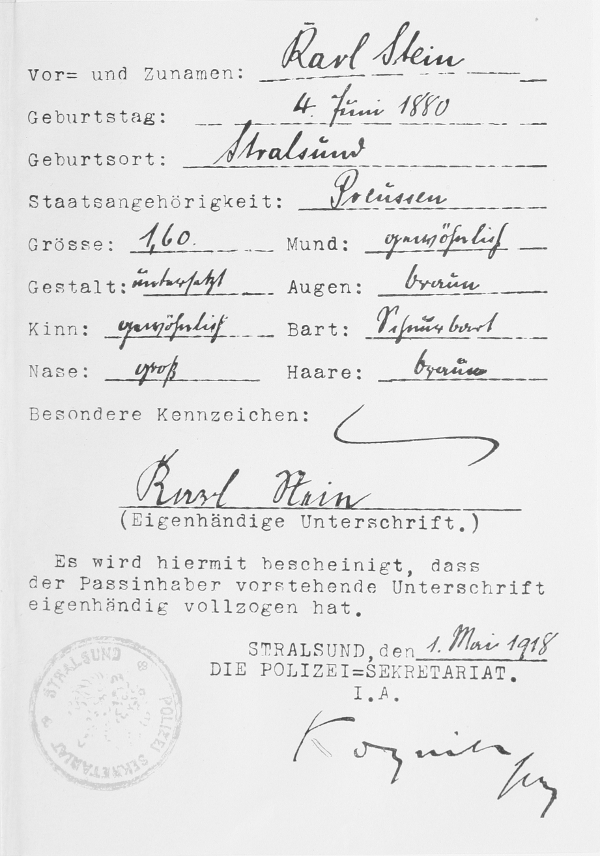 Vor= und Zunamen: Karl Stein
Geburtstag: 4. Juni 1880
Geburtsort: Stralsund
Staatsangehörigkeit: Preussen
Grösse: 1,60. Mund: gewöhnlich
Gestalt: untersetzt Augen: braun
Kinn: gewöhnlich Bart: Schnurbart
Nase: groß Haare: braun
Besondere Kennzeichen:
Karl Stein
(Eigenhändige Unterschrift.)
Es wird hiermit bescheinigt, dass
der Passinhaber vorstehende Unterschrift
eigenhändig vollzogen hat.
STRALSUND, den 1. Mai 1918
DIE POLIZEI=SEKRETARIAT.
I.A.
STRALSUND
POLIZEI SEKRETARIAT